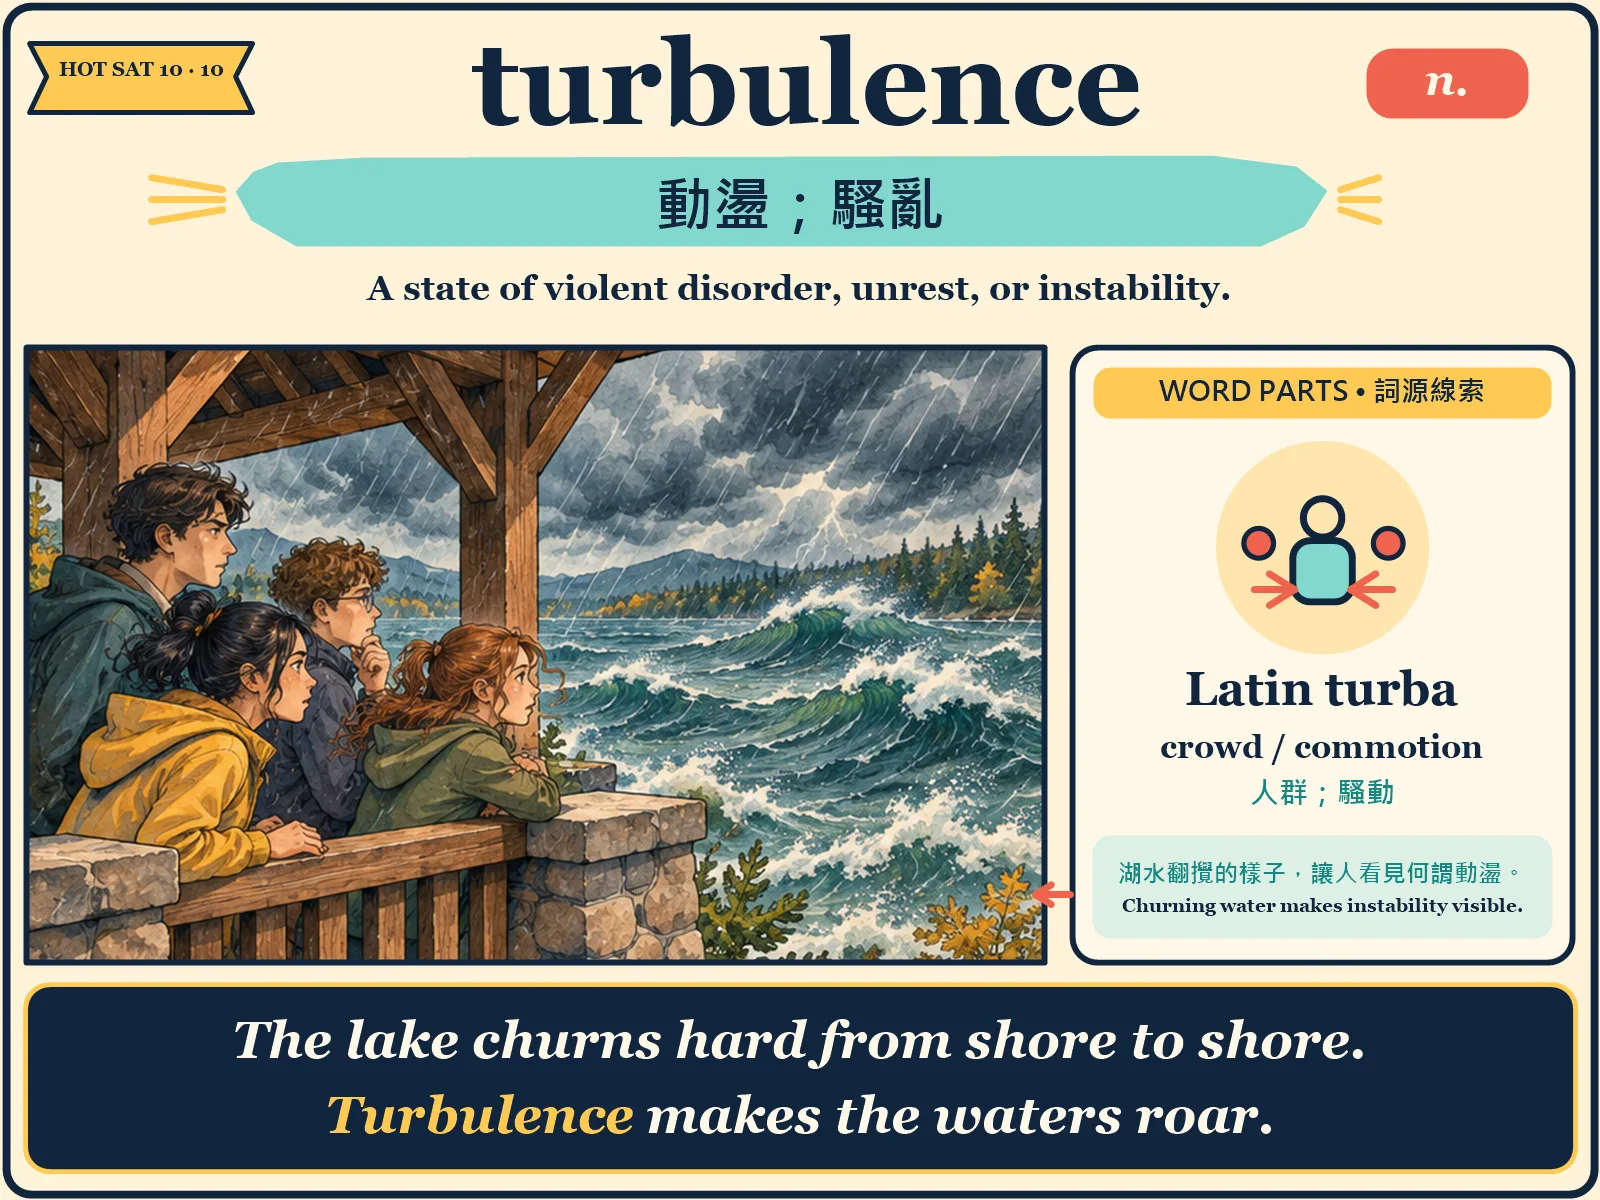 HOT SAT 10 · 10
turbulence
n.
動盪；騷亂
A state of violent disorder, unrest, or instability.
WORD PARTS • 詞源線索
Latin turba
crowd / commotion
人群；騷動
湖水翻攪的樣子，讓人看見何謂動盪。
Churning water makes instability visible.
The lake churns hard from shore to shore.
Turbulence makes the waters roar.